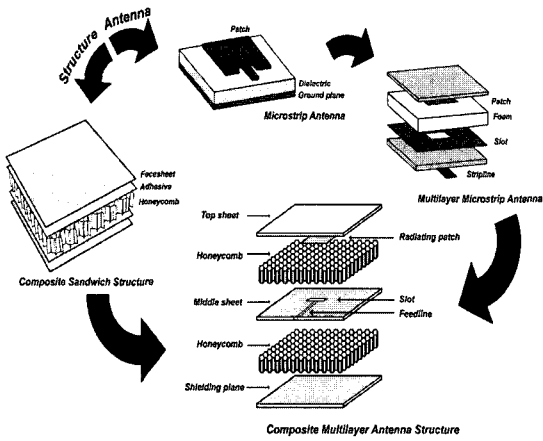 Structure Antenna
Patch
Dielectric
Ground plane
Microstrip Antenna
Patch
Foam
Slot
Stripline
Multilayer Microstrip Antenna
Facesheet
Adhesive
Honeycomb
Composite Sandwich Structure
Top sheet
Radiating patch
Honeycomb
Middle sheet
Slot
Feedline
Honeycomb
Shielding plane
Composite Multilayer Antenna Structure